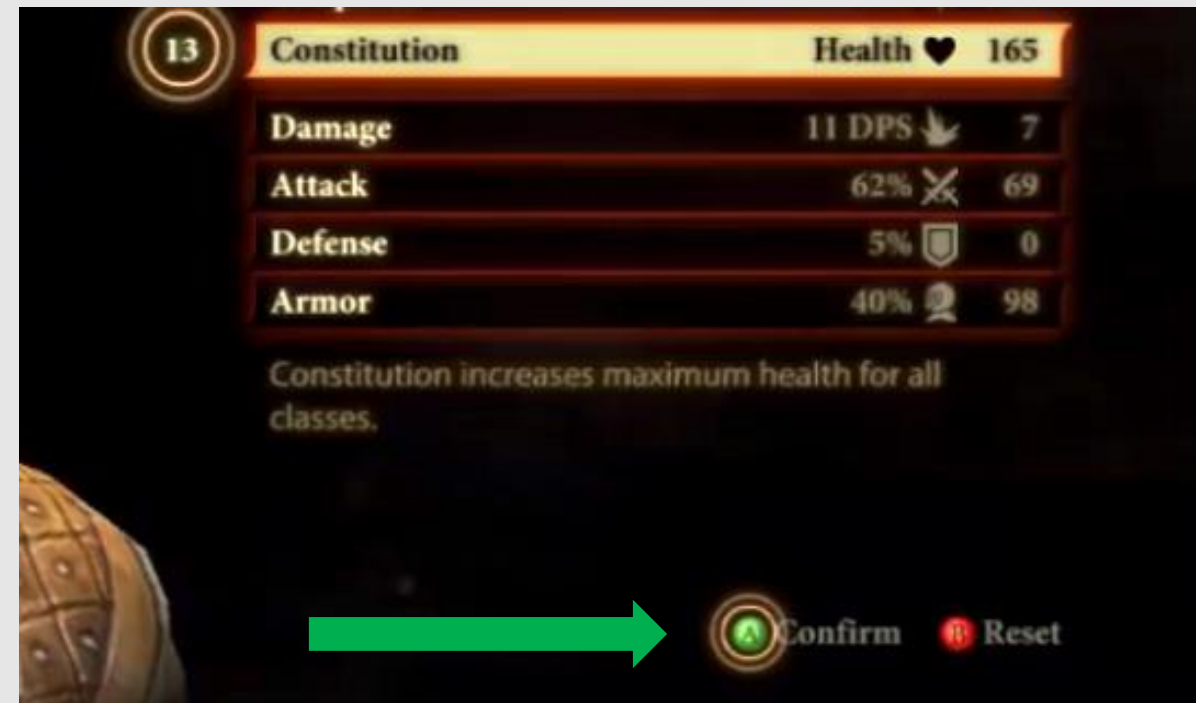 13 Constitution Health 165
Damage 11 DPS 7
Attack 62% 69
Defense 5% 0
Armor 40% 98
Constitution increases maximum health for all
classes.
A Confirm B Reset